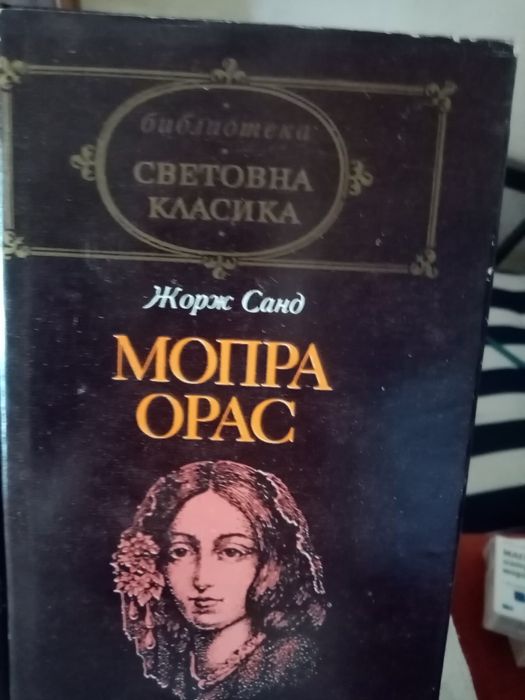 библиотека
СВЕТОВНА
КЛАСИКА
Жорж Санд
МОПРА
ОРАС